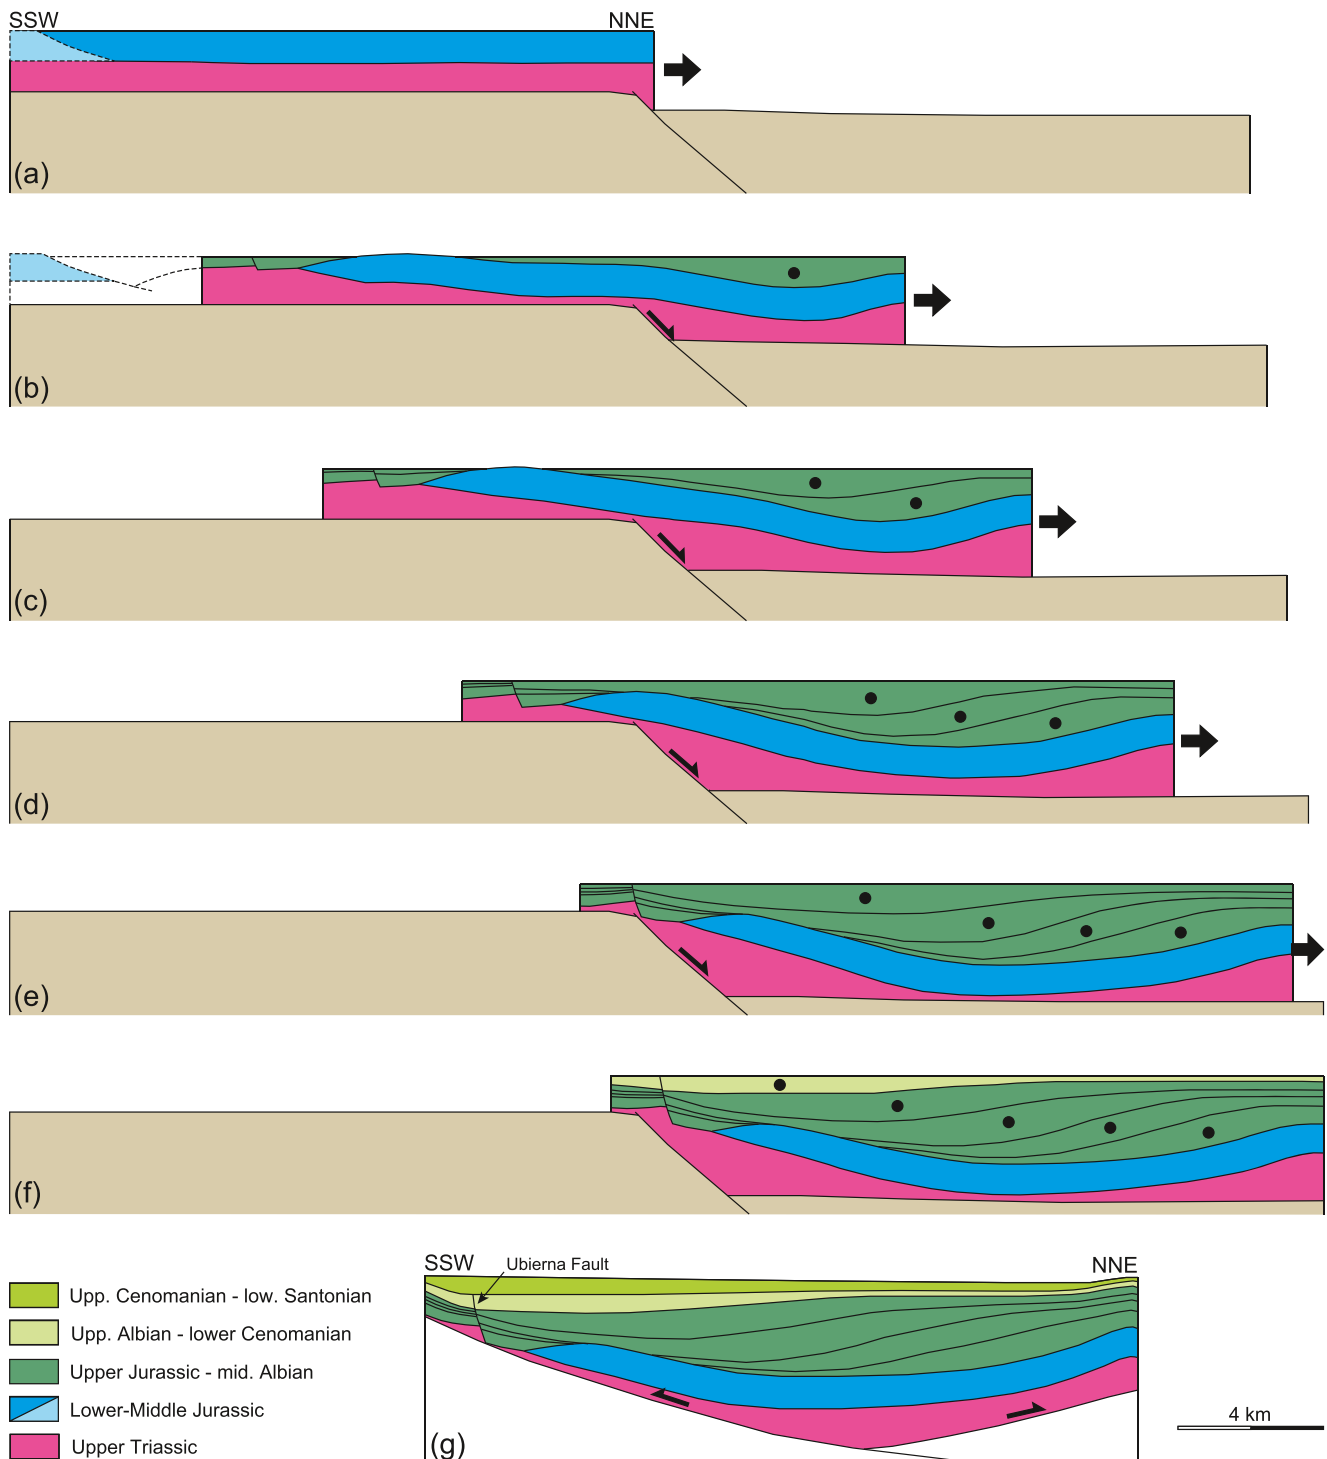 SSW NNE
(a)
(b)
(c)
(d)
(e)
(f)
SSW Ubierna Fault NNE
Upp. Cenomanian - low. Santonian
Upp. Albian - lower Cenomanian
Upper Jurassic - mid. Albian
Lower-Middle Jurassic
4 km
Upper Triassic
(g)